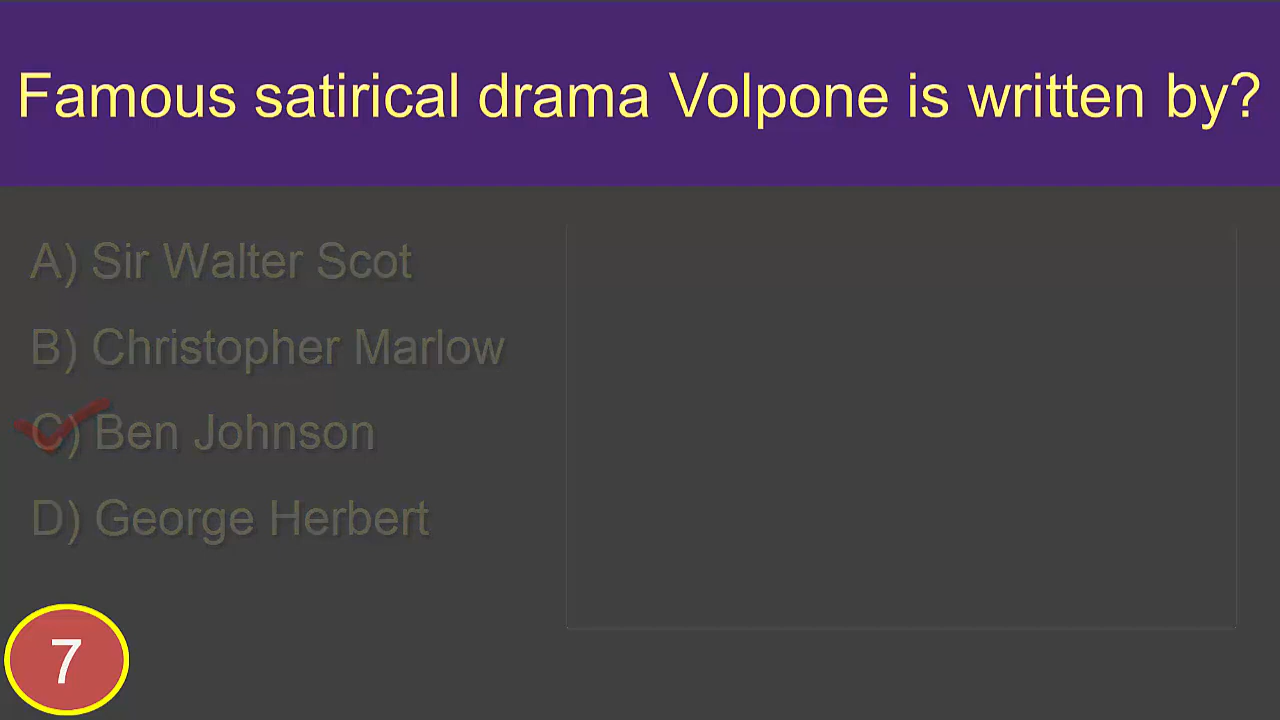 Famous satirical drama Volpone is written by?
A) Sir Walter Scot
B) Christopher Marlow
C) Ben Johnson
D) George Herbert
7